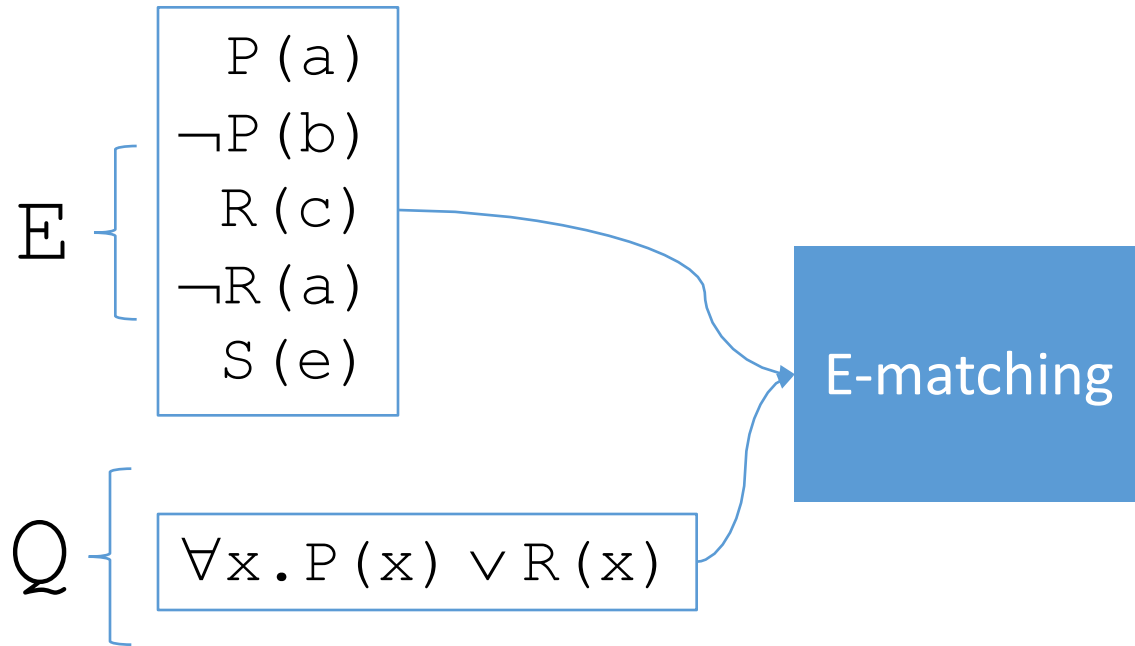 P(a)
¬P(b)
E
R(c)
¬R(a)
S(e)
E-matching
Q
∀x.P(x) ∨ R(x)